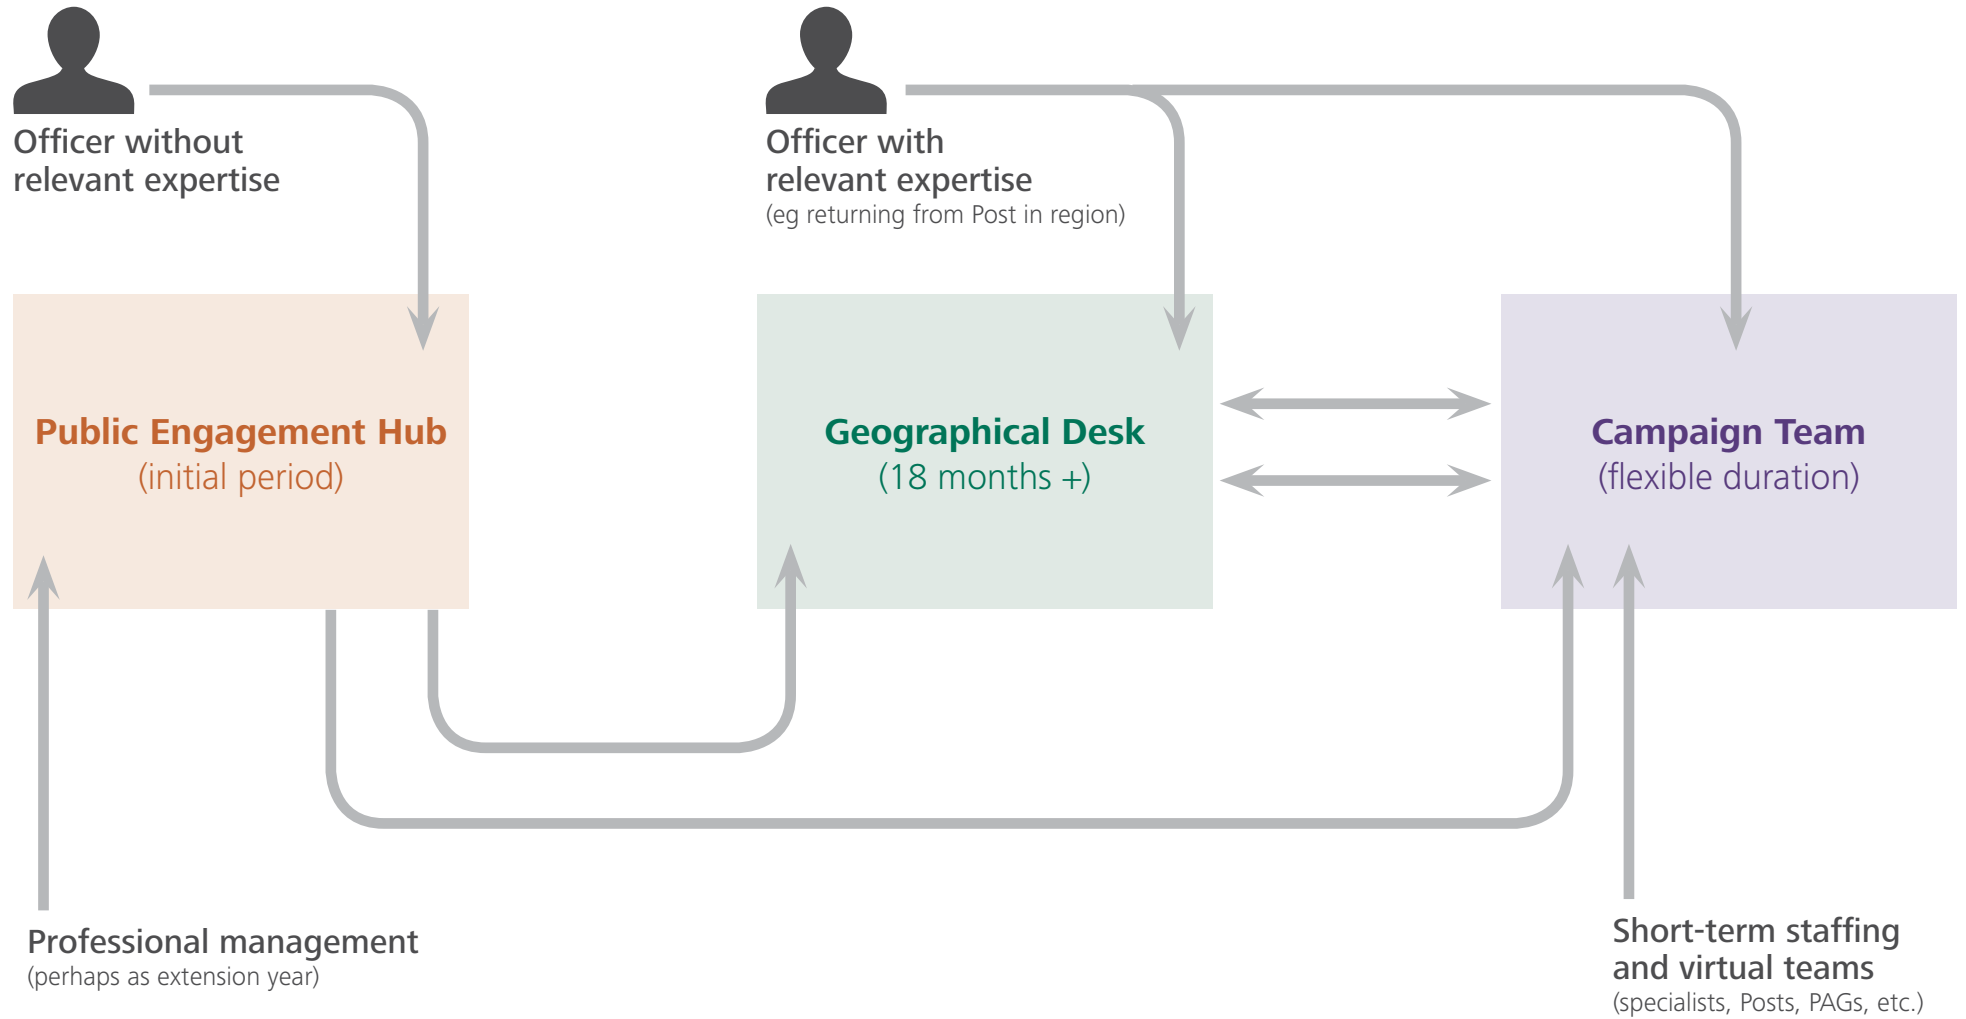 Officer without
relevant expertise
Officer with
relevant expertise
(eg returning from Post in region)
Public Engagement Hub
(initial period)
Geographical Desk
(18 months +)
Campaign Team
(flexible duration)
Professional management
(perhaps as extension year)
Short-term staffing
and virtual teams
(specialists, Posts, PAGs, etc.)